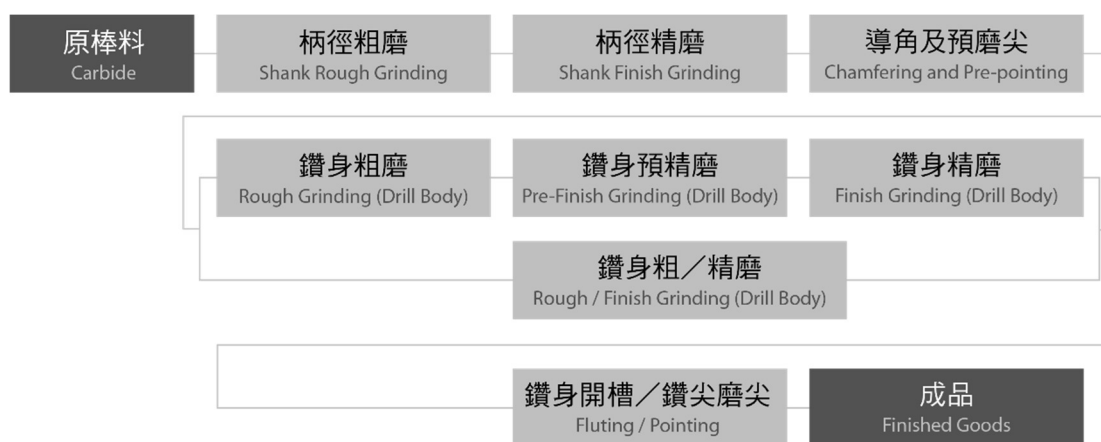 原棒料
Carbide
柄徑粗磨
Shank Rough Grinding
柄徑精磨
Shank Finish Grinding
導角及預磨尖
Chamfering and Pre-pointing
鑽身粗磨
Rough Grinding (Drill Body)
鑽身預精磨
Pre-Finish Grinding (Drill Body)
鑽身精磨
Finish Grinding (Drill Body)
鑽身粗／精磨
Rough / Finish Grinding (Drill Body)
鑽身開槽／鑽尖磨尖
Fluting / Pointing
成品
Finished Goods